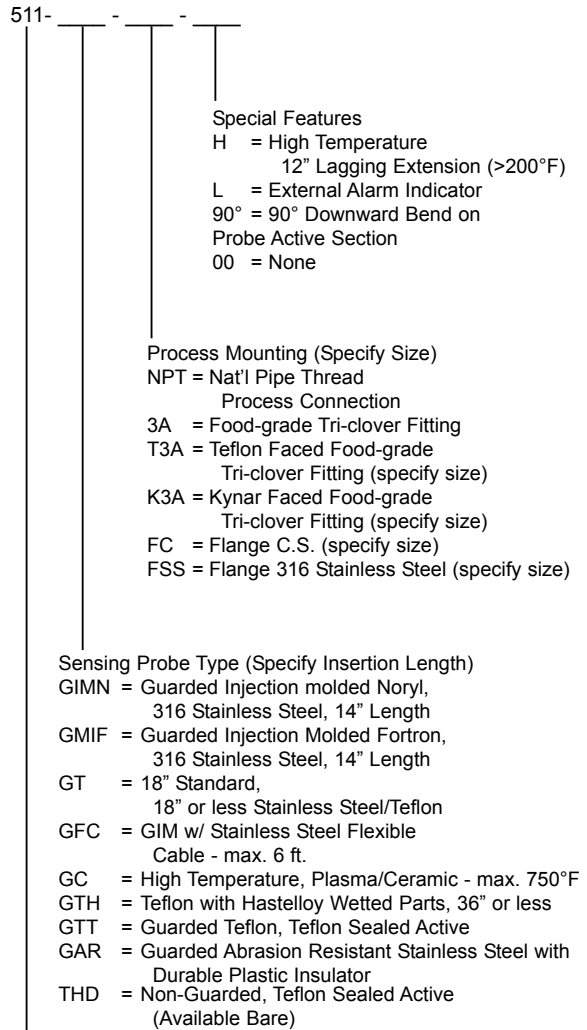 511- ____ - ____ - ____
Special Features
H = High Temperature
12” Lagging Extension (>200°F)
L = External Alarm Indicator
90° = 90° Downward Bend on
Probe Active Section
00 = None
Process Mounting (Specify Size)
NPT = Nat’l Pipe Thread
Process Connection
3A = Food-grade Tri-clover Fitting
T3A = Teflon Faced Food-grade
Tri-clover Fitting (specify size)
K3A = Kynar Faced Food-grade
Tri-clover Fitting (specify size)
FC = Flange C.S. (specify size)
FSS = Flange 316 Stainless Steel (specify size)
Sensing Probe Type (Specify Insertion Length)
GIMN = Guarded Injection molded Noryl,
316 Stainless Steel, 14” Length
GMIF = Guarded Injection Molded Fortron,
316 Stainless Steel, 14” Length
GT = 18” Standard,
18” or less Stainless Steel/Teflon
GFC = GIM w/ Stainless Steel Flexible
Cable - max. 6 ft.
GC = High Temperature, Plasma/Ceramic - max. 750°F
GTH = Teflon with Hastelloy Wetted Parts, 36” or less
GTT = Guarded Teflon, Teflon Sealed Active
GAR = Guarded Abrasion Resistant Stainless Steel with
Durable Plastic Insulator
THD = Non-Guarded, Teflon Sealed Active
(Available Bare)